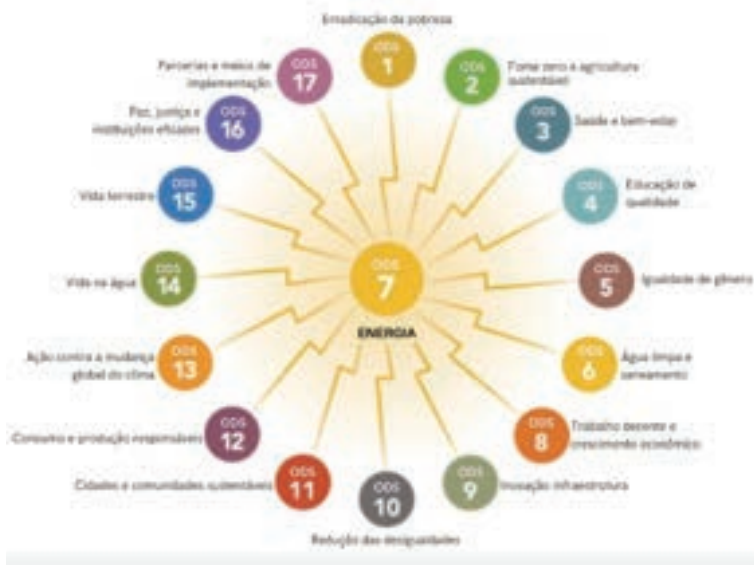 Erradicação da pobreza
ODS
1
ODS
2
Fome zero e agricultura
sustentável
ODS
3
Saúde e bem-estar
ODS
4
Educação de
qualidade
ODS
5
Igualdade de gênero
ODS
6
Água limpa e
saneamento
ODS
8
Trabalho decente e
crescimento econômico
ODS
9
Inovação infraestrutura
ODS
10
Redução das desigualdades
ODS
11
Cidades e comunidades sustentáveis
ODS
12
Consumo e produção responsáveis
ODS
13
Ação contra a mudança
global do clima
ODS
14
Vida na água
ODS
15
Vida terrestre
ODS
16
Paz, justiça e
instituições eficazes
ODS
17
Parcerias e meios de
implementação
ODS
7
ENERGIA